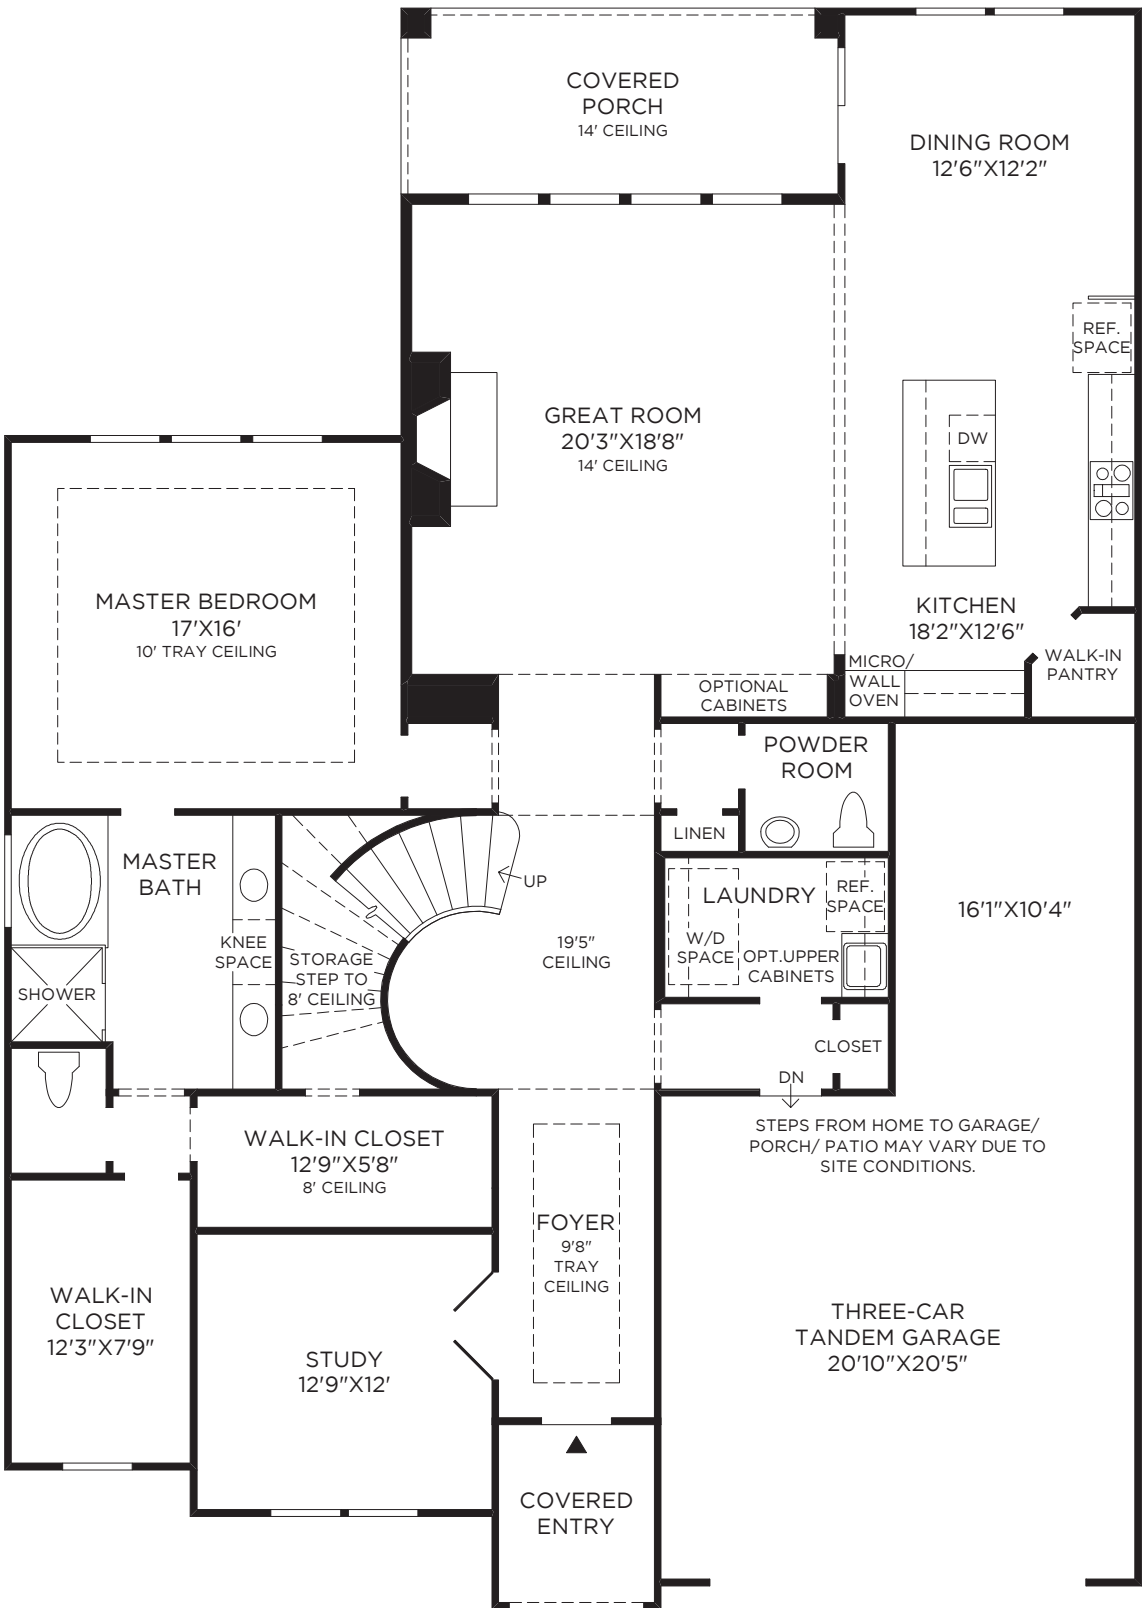 COVERED
PORCH
14' CEILING
DINING ROOM
12'6"X12'2"
REF.
SPACE
GREAT ROOM
20'3"X18'8"
14' CEILING
DW
MASTER BEDROOM
17'X16'
10' TRAY CEILING
KITCHEN
18'2"X12'6"
WALK-IN
PANTRY
MICRO/
WALL
OVEN
OPTIONAL
CABINETS
POWDER
ROOM
LINEN
MASTER
BATH
UP
LAUNDRY
REF.
SPACE
16'1"X10'4"
KNEE
SPACE
STORAGE
STEP TO
8' CEILING
19'5"
CEILING
W/D
SPACE
OPT.UPPER
CABINETS
SHOWER
CLOSET
DN
STEPS FROM HOME TO GARAGE/
PORCH/ PATIO MAY VARY DUE TO
SITE CONDITIONS.
WALK-IN CLOSET
12'9"X5'8"
8' CEILING
FOYER
9'8"
TRAY
CEILING
WALK-IN
CLOSET
12'3"X7'9"
STUDY
12'9"X12'
THREE-CAR
TANDEM GARAGE
20'10"X20'5"
COVERED
ENTRY